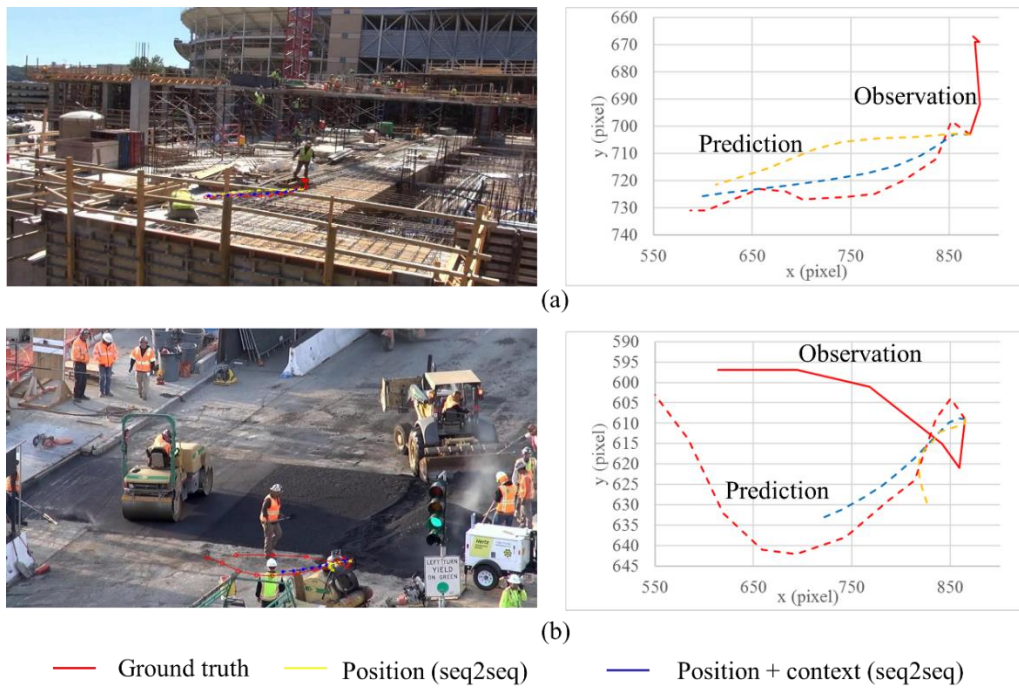 660
670
680
690
700
710
720
730
740
y (pixel)
Observation
Prediction
550
650
750
850
x (pixel)
(a)
590
595
600
605
610
615
620
625
630
635
640
645
y (pixel)
Observation
Prediction
550
650
750
850
x (pixel)
Hertz
LEFT TURN
YIELD
ON GREEN
(b)
Ground truth
Position (seq2seq)
Position + context (seq2seq)